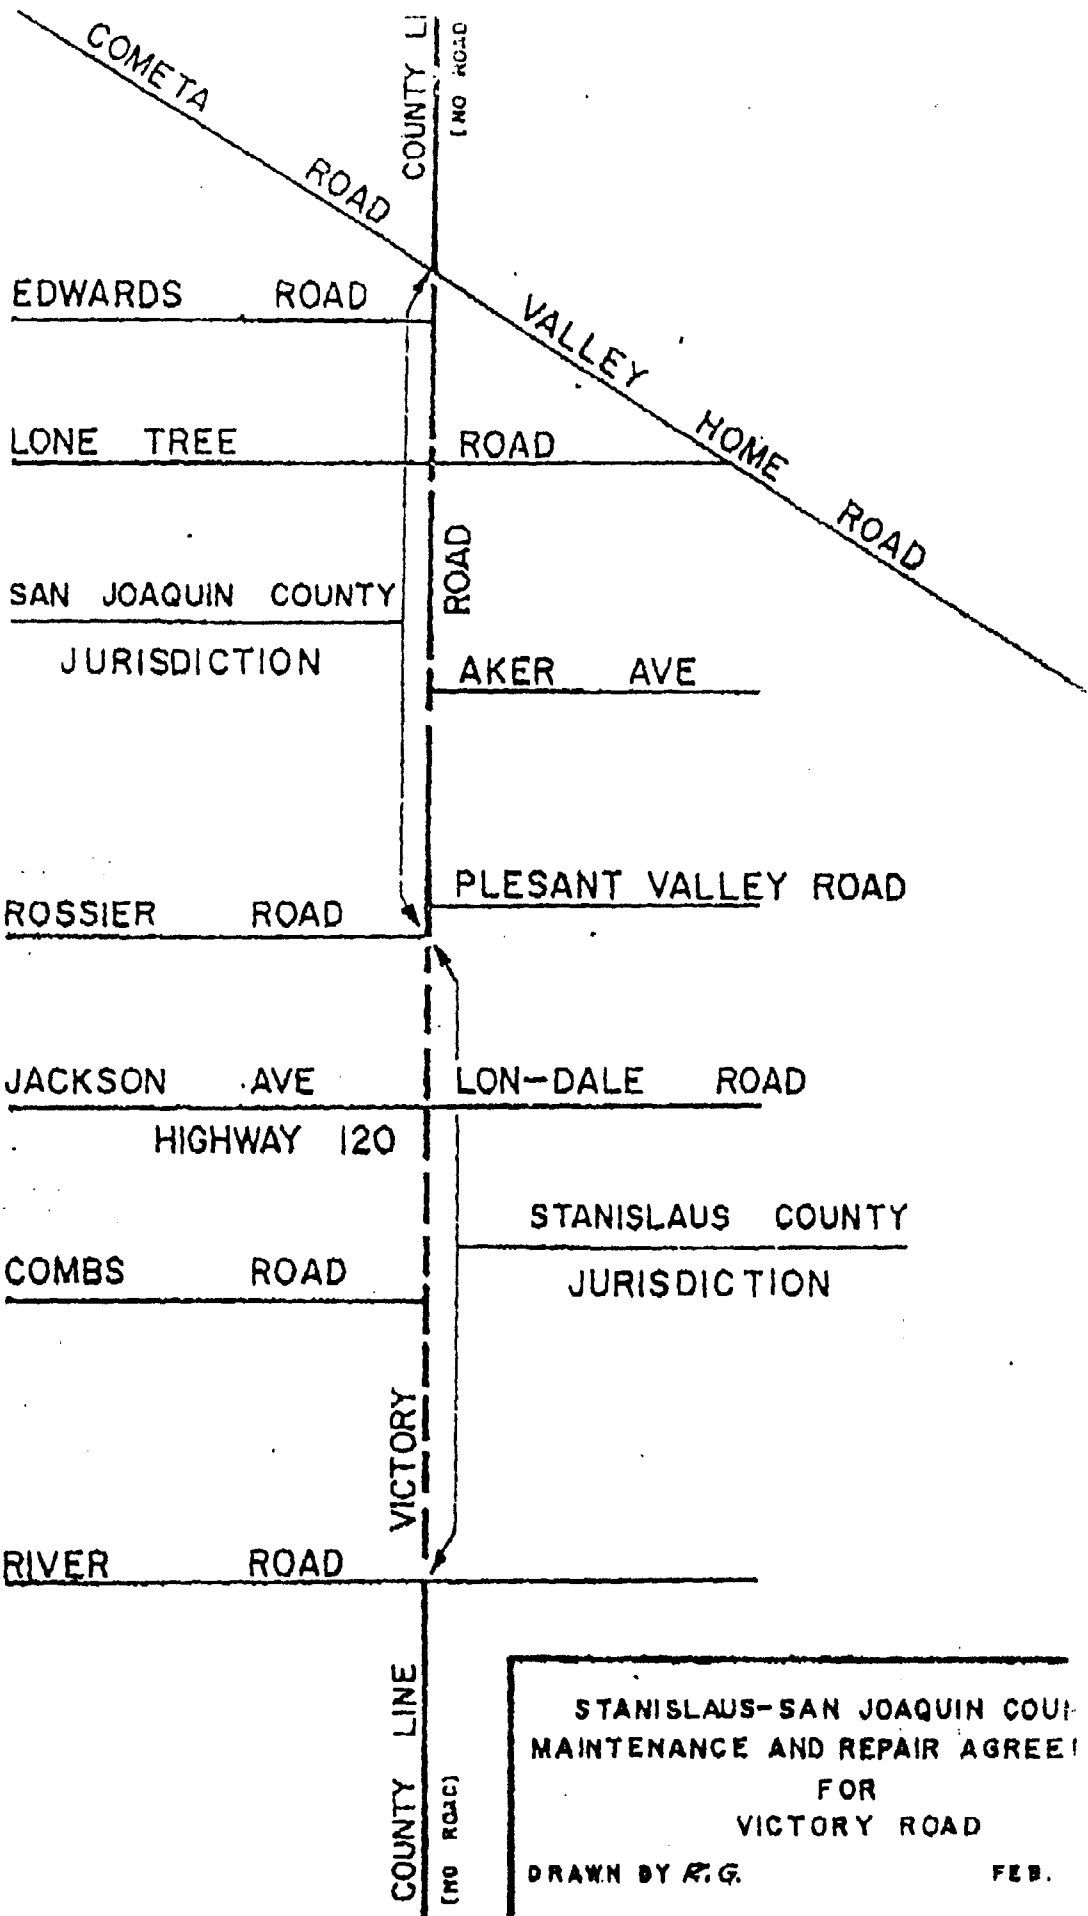 COMETA ROAD
COUNTY LI
[NO ROAD
EDWARDS ROAD
VALLEY HOME ROAD
LONE TREE ROAD
ROAD
SAN JOAQUIN COUNTY
JURISDICTION
AKER AVE
PLESANT VALLEY ROAD
ROSSIER ROAD
JACKSON AVE LON-DALE ROAD
HIGHWAY 120
STANISLAUS COUNTY
JURISDICTION
COMBS ROAD
VICTORY
RIVER ROAD
COUNTY LINE
[NO ROAD]
STANISLAUS-SAN JOAQUIN COU
MAINTENANCE AND REPAIR AGREE
FOR
VICTORY ROAD
DRAWN BY R.G. FEB.